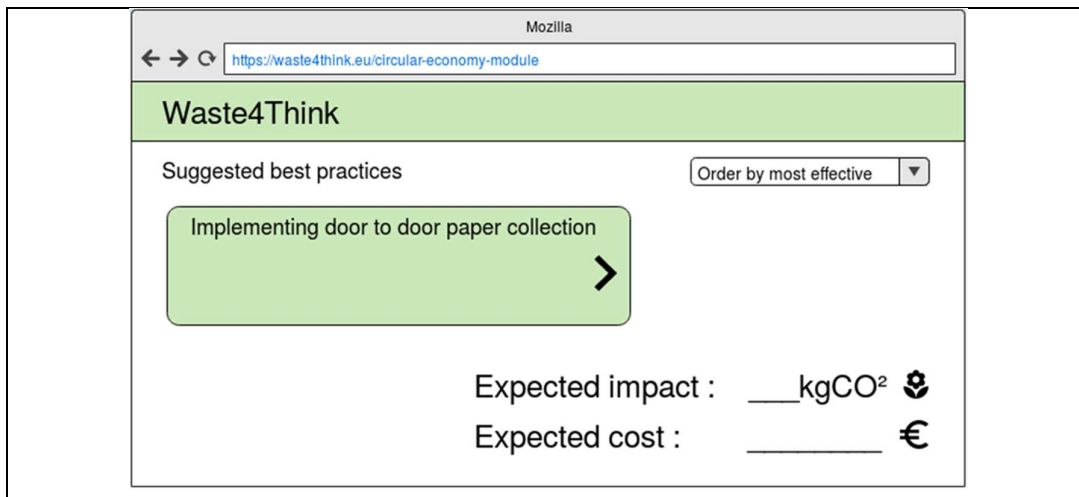 Mozilla
https://waste4think.eu/circular-economy-module
Waste4Think
Suggested best practices
Order by most effective
Implementing door to door paper collection
Expected impact : ___kgCO²
Expected cost : ________ €